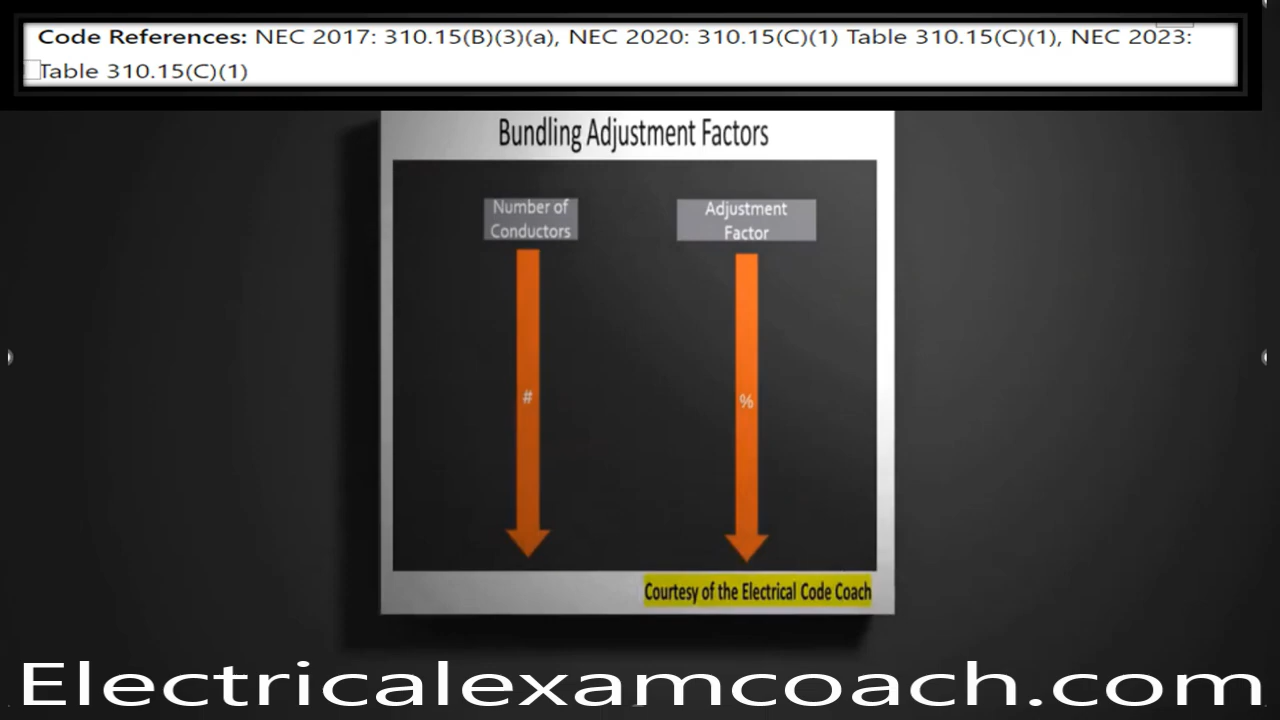 Code References: NEC 2017: 310.15(B)(3)(a), NEC 2020: 310.15(C)(1) Table 310.15(C)(1), NEC 2023:
Table 310.15(C)(1)
Bundling Adjustment Factors
Number of
Conductors
Adjustment
Factor
#
%
Courtesy of the Electrical Code Coach
Electricalexamcoach.com